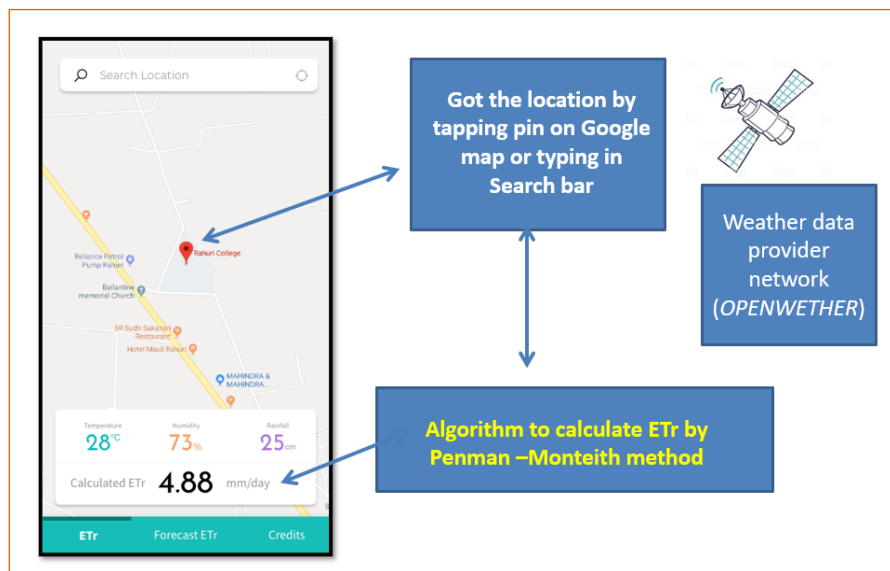 Search Location
Rahuri College
Reliance Petrol
Pump Rahuri
Ballantine
memorial Church
SR Sudh Sakahari
Restaurant
Hotel Mauli Rahuri
MAHINDRA &
MAHINDRA...
Temperature
Humidity
Rainfall
28°C
73%
25cm
Calculated ETr 4.88 mm/day
ETr
Forecast ETr
Credits
Got the location by
tapping pin on Google
map or typing in
Search bar
Weather data
provider
network
(OPENWETHER)
Algorithm to calculate ETr by
Penman –Monteith method